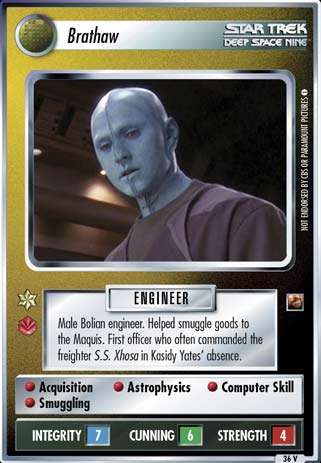 Brathaw
STAR TREK
DEEP SPACE NINE
NOT ENDORSED BY CBS OR PARAMOUNT PICTURES
ENGINEER
Male Bolian engineer. Helped smuggle goods to
the Maquis. First officer who often commanded the
freighter S.S. Xhosa in Kasidy Yates' absence.
Acquisition Astrophysics Computer Skill
Smuggling
INTEGRITY 7 CUNNING 6 STRENGTH 4
36 V